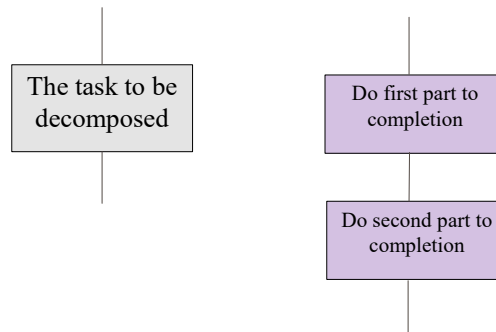 The task to be
decomposed
Do first part to
completion
Do second part to
completion